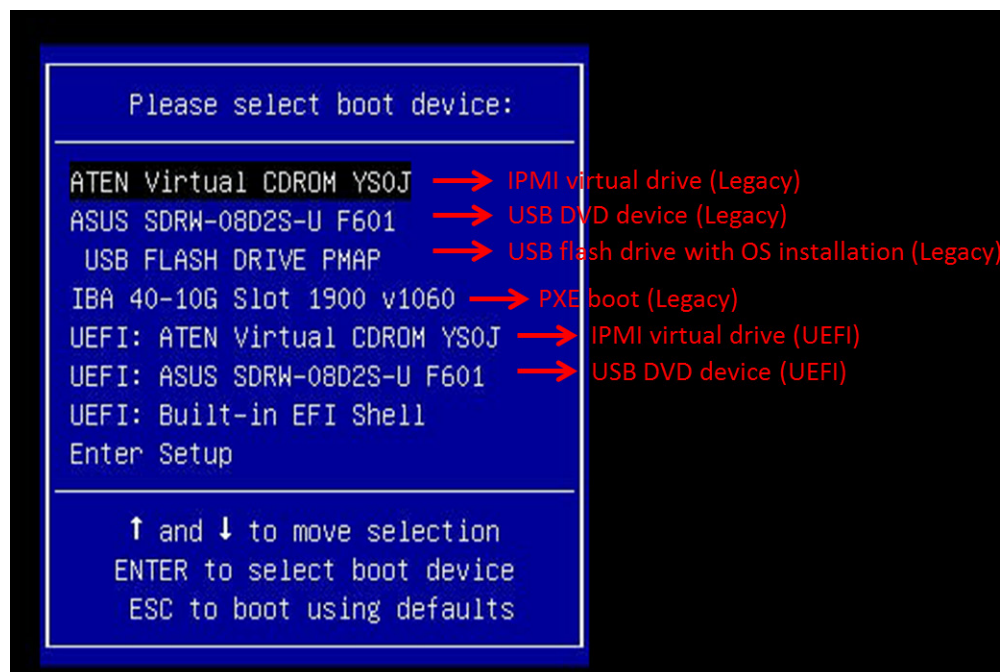 Please select boot device:
ATEN Virtual CDROM YS0J → IPMI virtual drive (Legacy)
ASUS SDRW-08D2S-U F601 → USB DVD device (Legacy)
USB FLASH DRIVE PMAP → USB flash drive with OS installation (Legacy)
IBA 40-10G Slot 1900 v1060 → PXE boot (Legacy)
UEFI: ATEN Virtual CDROM YS0J → IPMI virtual drive (UEFI)
UEFI: ASUS SDRW-08D2S-U F601 → USB DVD device (UEFI)
UEFI: Built-in EFI Shell
Enter Setup
↑ and ↓ to move selection
ENTER to select boot device
ESC to boot using defaults